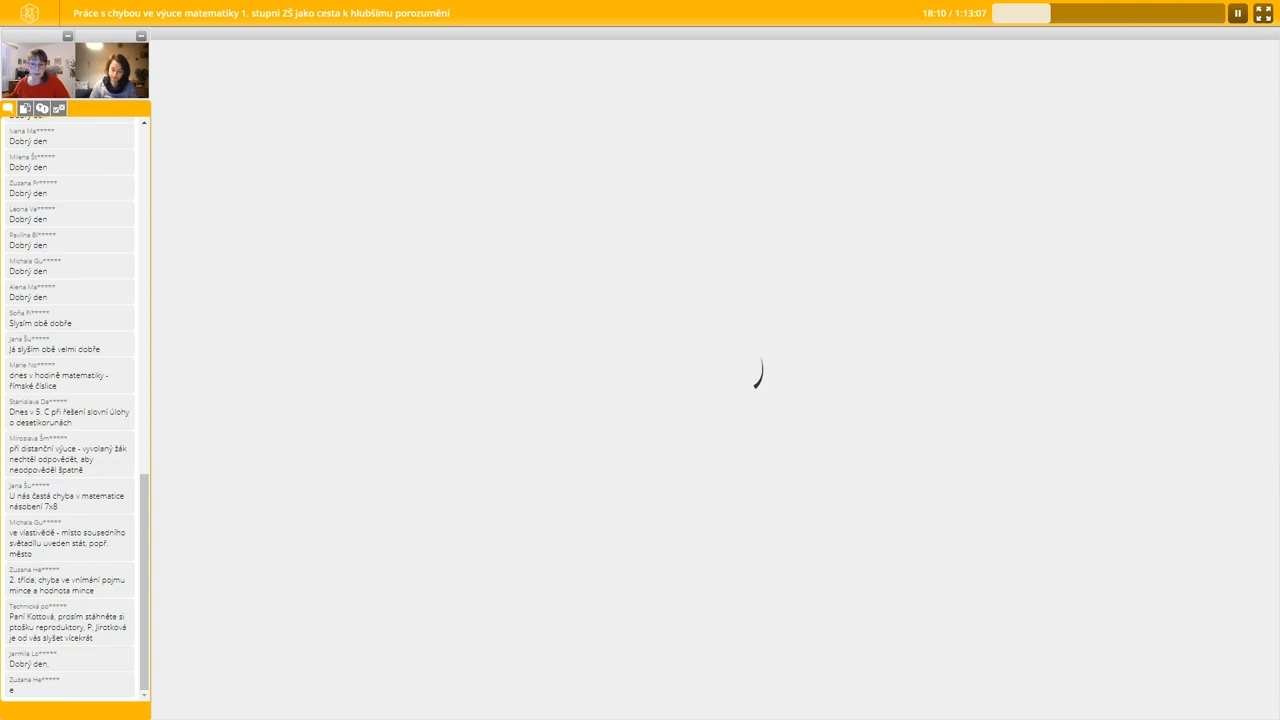 Práce s chybou ve výuce matematiky 1. stupni ZŠ jako cesta k hlubšímu porozumění
18:10 / 1:13:07
Dobrý den
Ivana Ma*****
Dobrý den
Milena Št*****
Dobrý den
Zuzana Fr*****
Dobrý den
Leona Ve*****
Dobrý den
Pavlína Bí*****
Dobrý den
Michala Gu*****
Dobrý den
Alena Ma*****
Dobrý den
Soňa Fi*****
Slysím obě dobře
Jana Šu*****
Já slyším obě velmi dobře
Marie No*****
dnes v hodině matematiky -
římské číslice
Stanislava Da*****
Dnes v 5. C při řešení slovní úlohy
o desetikorunách
Miroslava Šm*****
při distanční výuce - vyvolaný žák
nechtěl odpovědět, aby
neodpověděl špatně
Jana Šu*****
U nás častá chyba v matematice
násobení 7x8
Michala Gu*****
ve vlastivědě - místo sousedního
světadílu uveden stát, popř.
město
Zuzana He*****
2. třída, chyba ve vnímání pojmu
mince a hodnota mince
Technická po*****
Paní Kottová, prosím stáhněte si
ptošku reproduktory, P. Jirotková
je od vás slyšet vícekrát
Jarmila Lo*****
Dobrý den,
Zuzana He*****
e